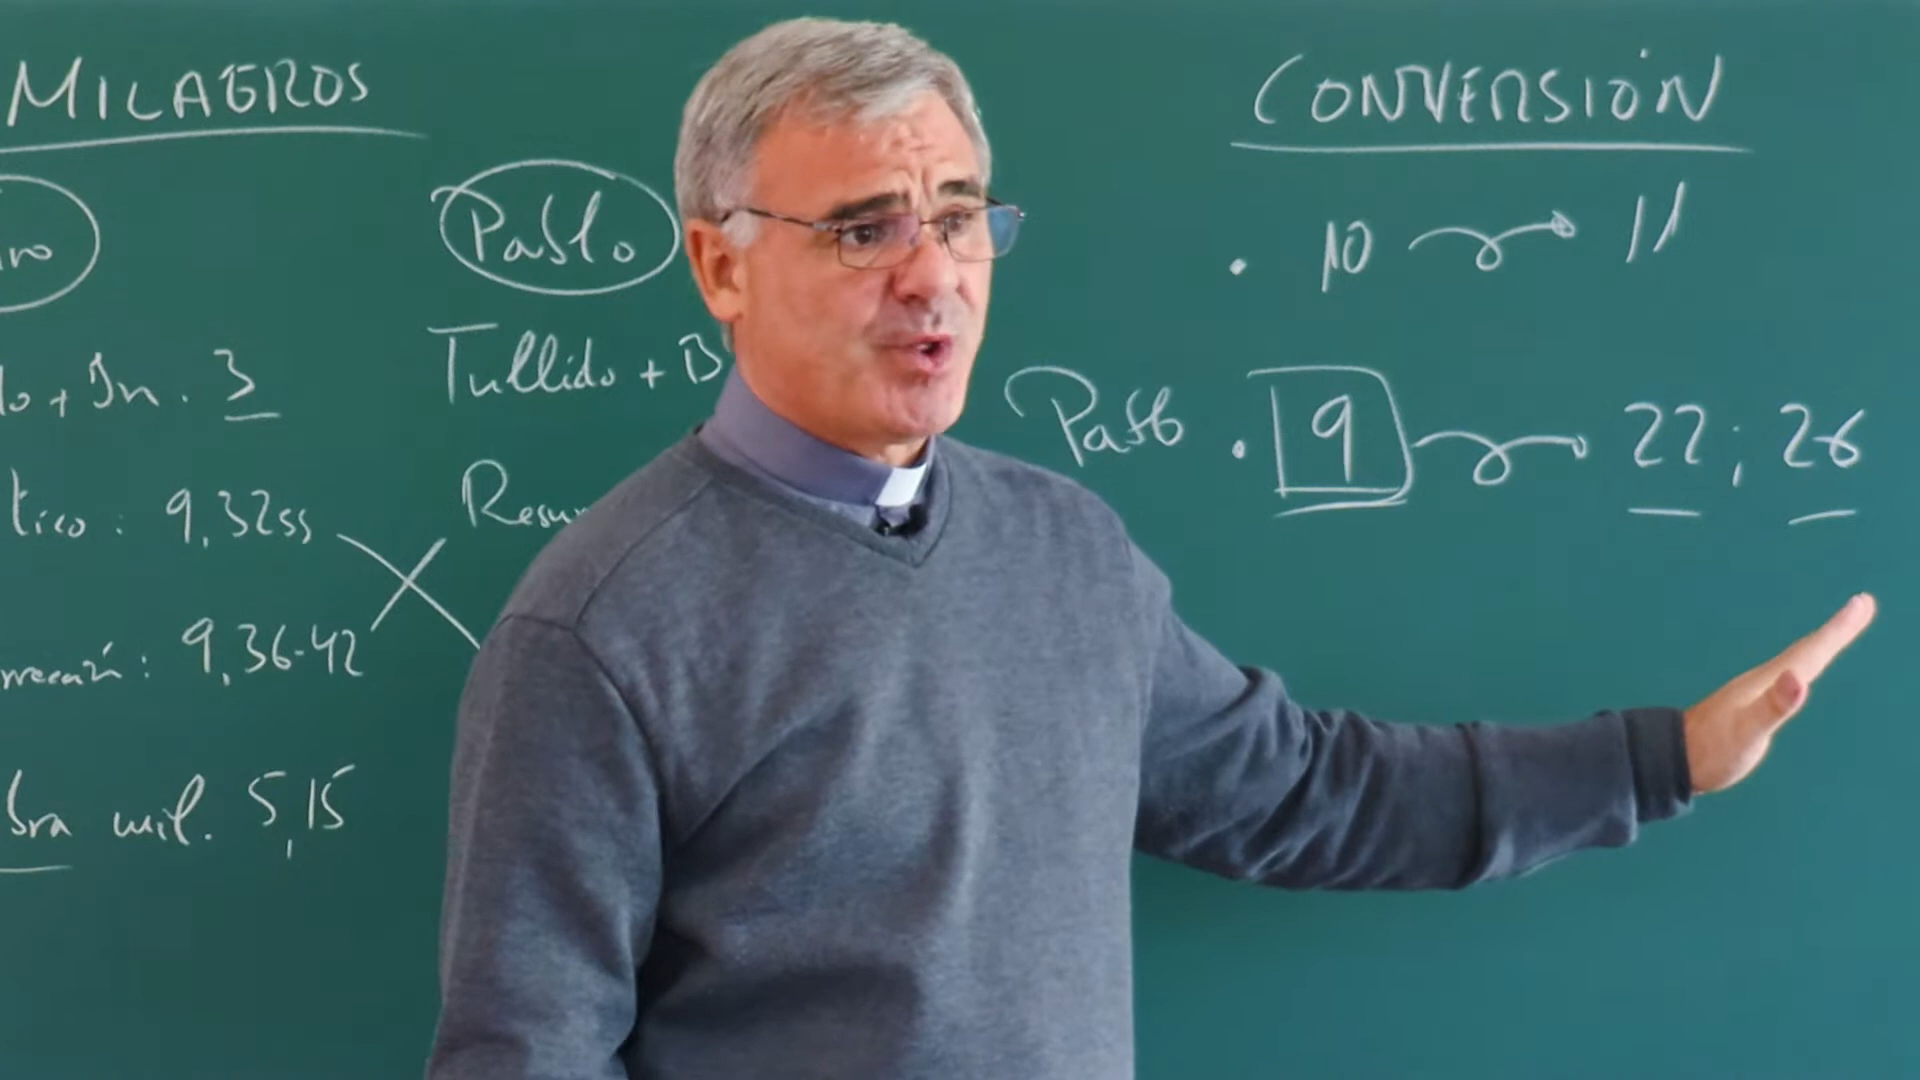 MILAGROS
Pablo
lo + Jn. 3
Tullido + B
tico : 9,32ss
Resu
rrección : 9,36-42
bra mil. 5,15
CONVERSIÓN
· 10 → 11
Pablo · 9 → 22 ; 26